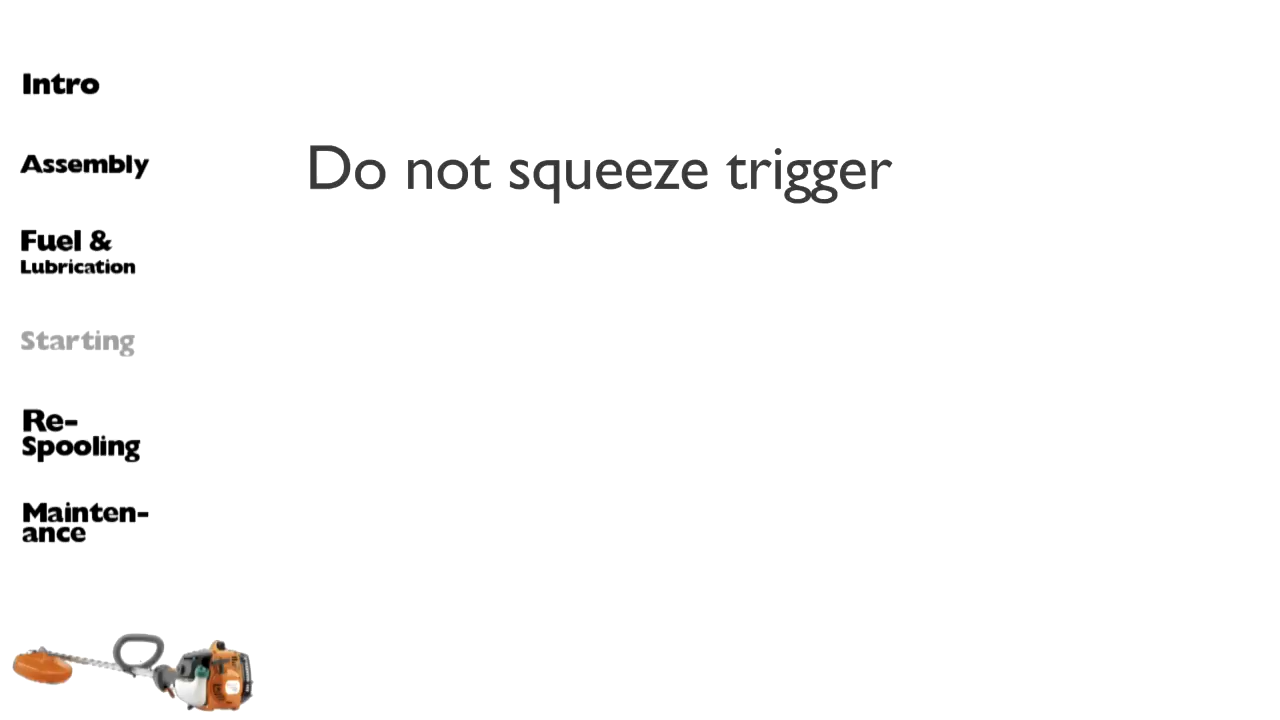 Intro
Assembly
Do not squeeze trigger
Fuel &
Lubrication
Starting
Re-
Spooling
Mainten-
ance